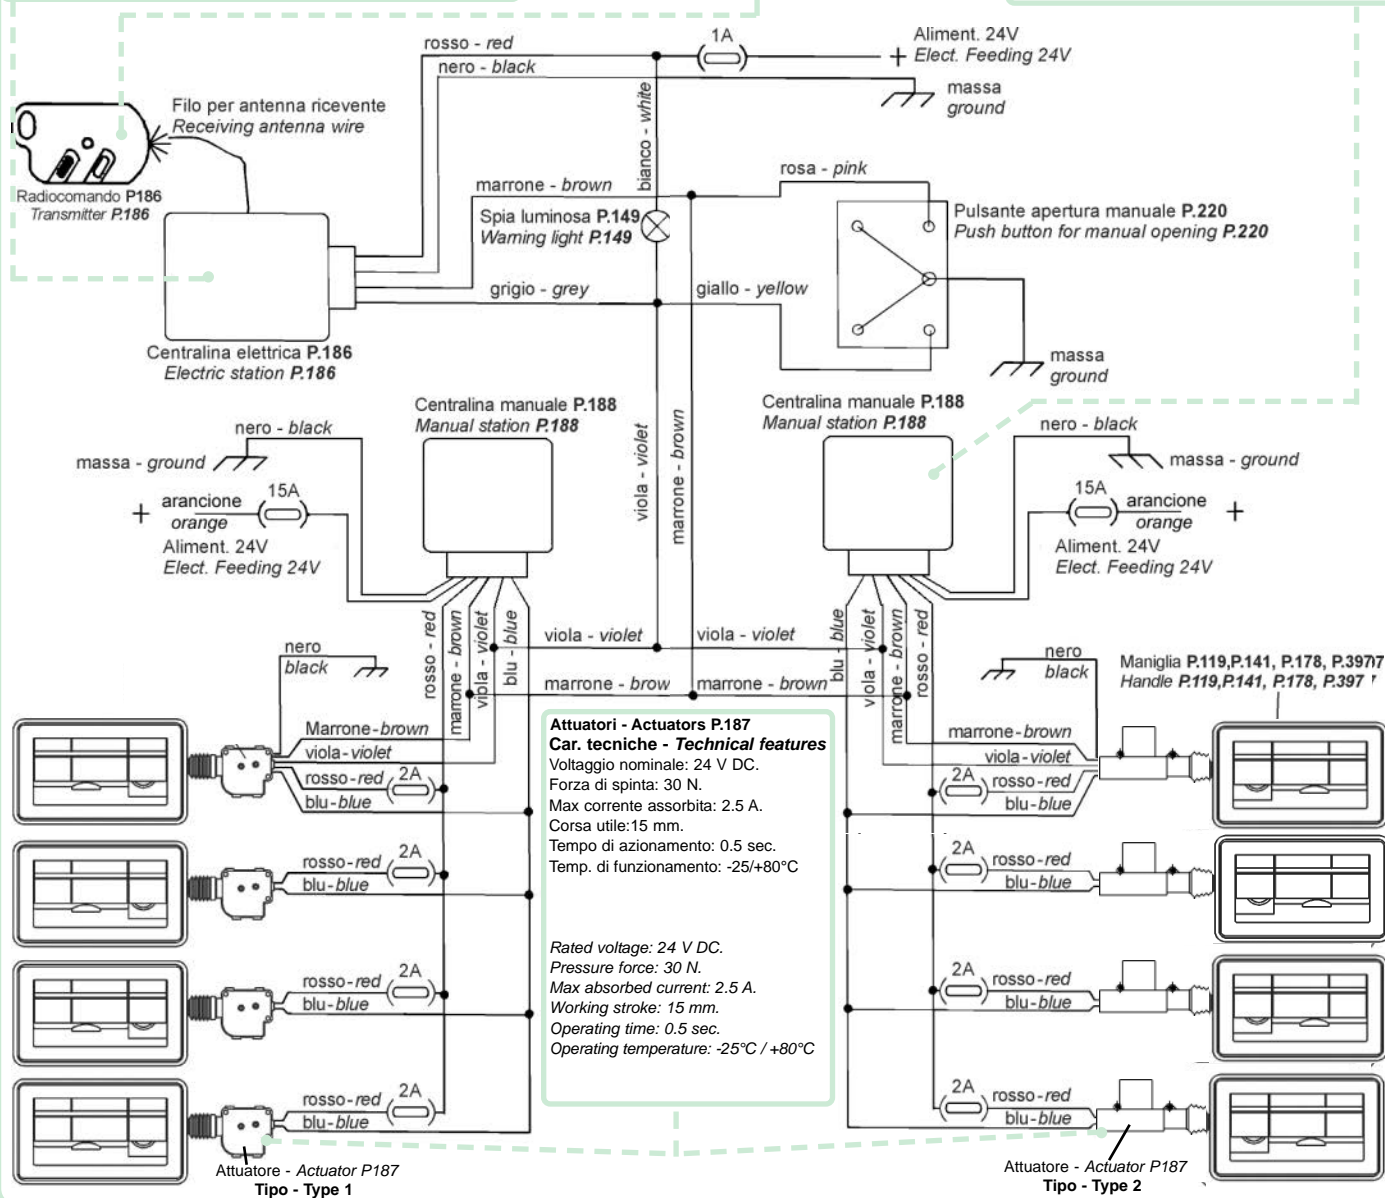 rosso - red
1A
Aliment. 24V
+ Elect. Feeding 24V
nero - black
massa
ground
Filo per antenna ricevente
Receiving antenna wire
bianco - white
Radiocomando P186
Transmitter P.186
marrone - brown
rosa - pink
Spia luminosa P.149
Warning light P.149
Pulsante apertura manuale P.220
Push button for manual opening P.220
grigio - grey
giallo - yellow
Centralina elettrica P.186
Electric station P.186
massa
ground
Centralina manuale P.188
Manual station P.188
Centralina manuale P.188
Manual station P.188
nero - black
massa - ground
nero - black
massa - ground
viola - violet
marrone - brown
+ arancione
orange
15A
Aliment. 24V
Elect. Feeding 24V
15A
arancione +
orange
Aliment. 24V
Elect. Feeding 24V
rosso - red
marrone - brown
viola - violet
blu - blue
viola - violet
viola - violet
marrone - brow
marrone - brown
blu - blue
viola - violet
marrone - brown
rosso - red
nero
black
nero
black
Maniglia P.119,P.141, P.178, P.397
Handle P.119,P.141, P.178, P.397
Marrone-brown
viola-violet
rosso-red
2A
blu-blue
rosso-red
2A
blu-blue
rosso-red
2A
blu-blue
rosso-red
2A
blu-blue
Attuatore - Actuator P187
Tipo - Type 1
Attuatori - Actuators P.187
Car. tecniche - Technical features
Voltaggio nominale: 24 V DC.
Forza di spinta: 30 N.
Max corrente assorbita: 2.5 A.
Corsa utile:15 mm.
Tempo di azionamento: 0.5 sec.
Temp. di funzionamento: -25/+80°C
Rated voltage: 24 V DC.
Pressure force: 30 N.
Max absorbed current: 2.5 A.
Working stroke: 15 mm.
Operating time: 0.5 sec.
Operating temperature: -25°C / +80°C
marrone-brown
viola-violet
2A
rosso-red
blu-blue
2A
rosso-red
blu-blue
2A
rosso-red
blu-blue
2A
rosso-red
blu-blue
Attuatore - Actuator P187
Tipo - Type 2